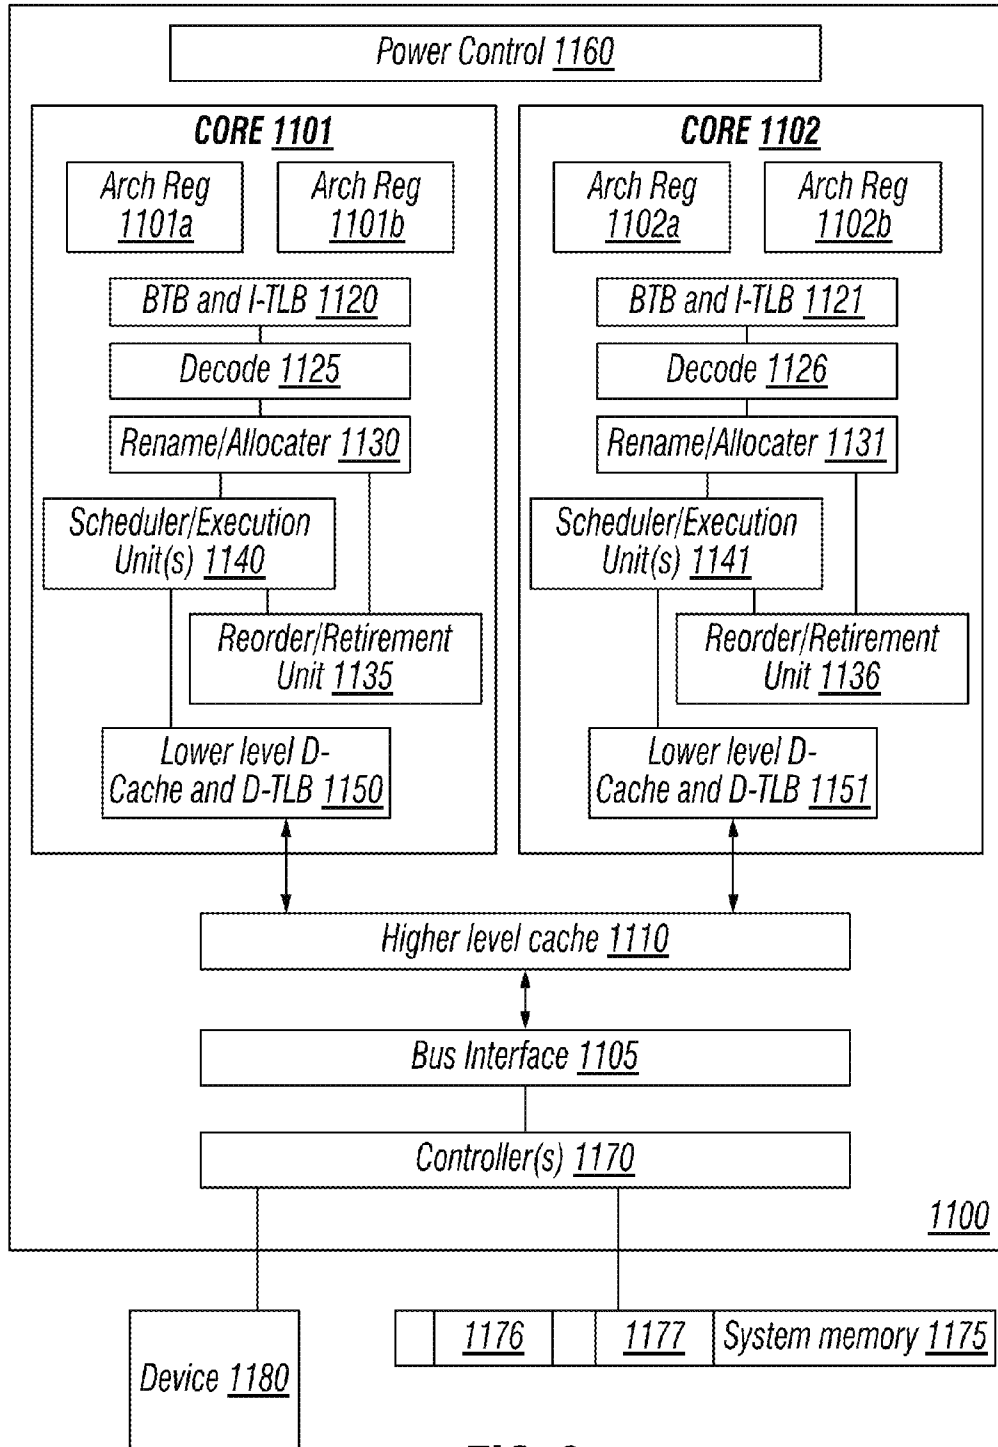 Power Control 1160
CORE 1101
CORE 1102
Arch Reg
1101a
Arch Reg
1101b
Arch Reg
1102a
Arch Reg
1102b
BTB and I-TLB 1120
BTB and I-TLB 1121
Decode 1125
Decode 1126
Rename/Allocater 1130
Rename/Allocater 1131
Scheduler/Execution
Unit(s) 1140
Scheduler/Execution
Unit(s) 1141
Reorder/Retirement
Unit 1135
Reorder/Retirement
Unit 1136
Lower level D-
Cache and D-TLB 1150
Lower level D-
Cache and D-TLB 1151
Higher level cache 1110
Bus Interface 1105
Controller(s) 1170
1100
1176
1177
System memory 1175
Device 1180